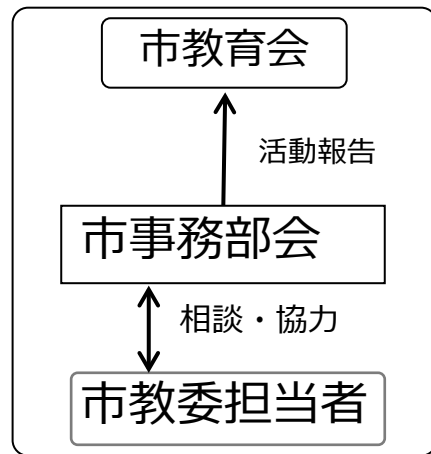 市教育会
活動報告
市事務部会
相談・協力
市教委担当者